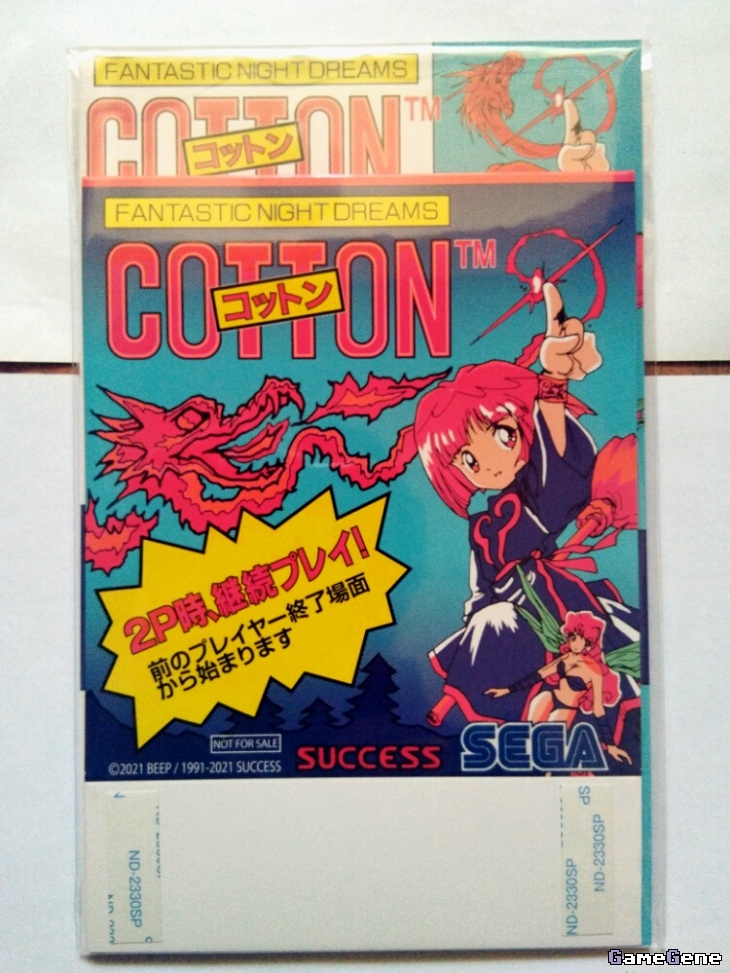 FANTASTIC NIGHT DREAMS
COTTON™
コットン
FANTASTIC NIGHT DREAMS
COTTON™
コットン
2P時、継続プレイ!
前のプレイヤー終了場面
から始まります
NOT FOR SALE
©2021 BEEP / 1991-2021 SUCCESS
SUCCESS
SEGA
ND-2330SP
SP
ND-2330SP
ND-2330SP
GameGene